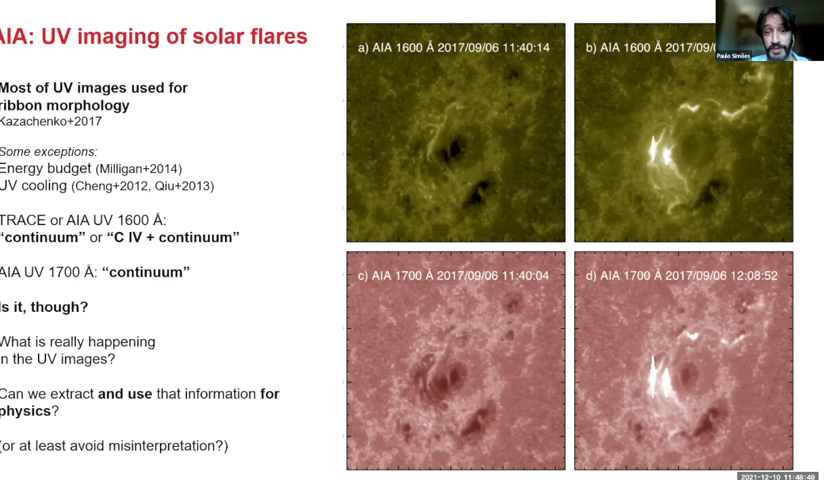 AIA: UV imaging of solar flares
Most of UV images used for
ribbon morphology
Kazachenko+2017
Some exceptions:
Energy budget (Milligan+2014)
UV cooling (Cheng+2012, Qiu+2013)
TRACE or AIA UV 1600 Å:
“continuum” or “C IV + continuum”
AIA UV 1700 Å: “continuum”
Is it, though?
What is really happening
in the UV images?
Can we extract and use that information for
physics?
(or at least avoid misinterpretation?)
a) AIA 1600 Å 2017/09/06 11:40:14
b) AIA 1600 Å 2017/09/
Paulo Simões
c) AIA 1700 Å 2017/09/06 11:40:04
d) AIA 1700 Å 2017/09/06 12:08:52
2021-12-10 11:48:49